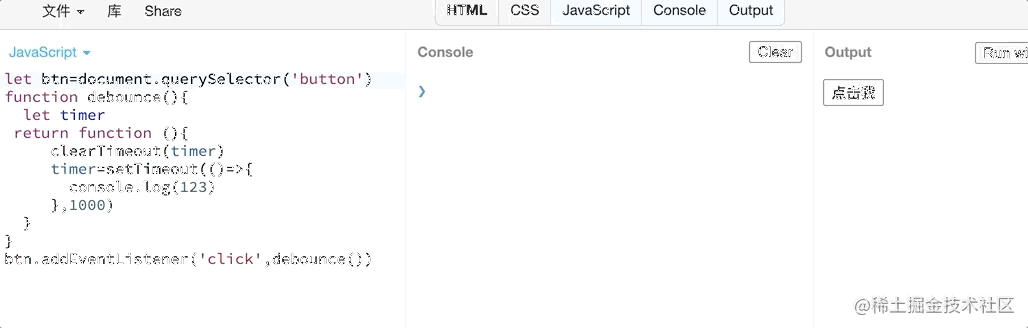 文件 库 Share HTML CSS JavaScript Console Output
JavaScript Console Clear Output Run wi
let btn=document.querySelector('button')
function debounce(){
let timer
return function (){
clearTimeout(timer)
timer=setTimeout(()=>{
console.log(123)
},1000)
}
}
btn.addEventListener('click',debounce())
点击我
@稀土掘金技术社区